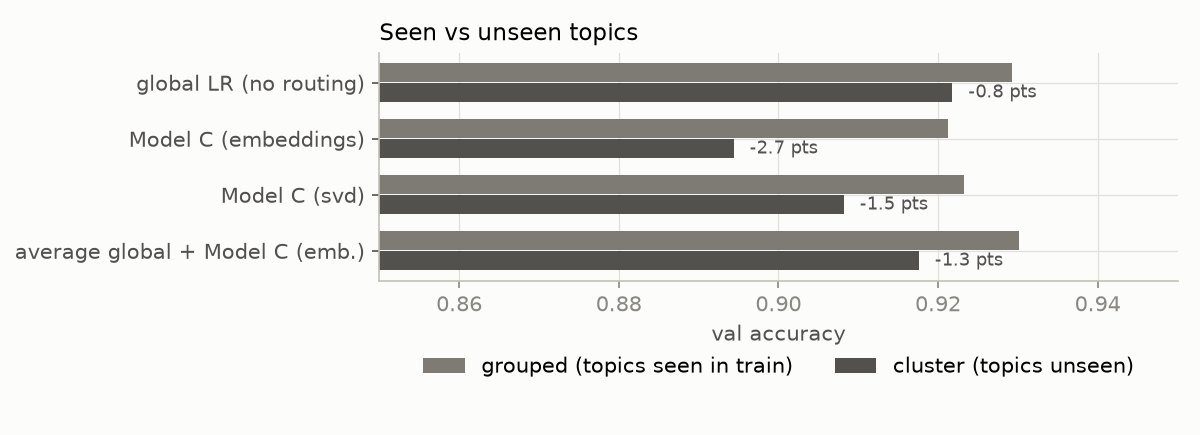 Seen vs unseen topics
global LR (no routing)
-0.8 pts
Model C (embeddings)
-2.7 pts
Model C (svd)
-1.5 pts
average global + Model C (emb.)
-1.3 pts
0.86 0.88 0.90 0.92 0.94
val accuracy
grouped (topics seen in train) cluster (topics unseen)